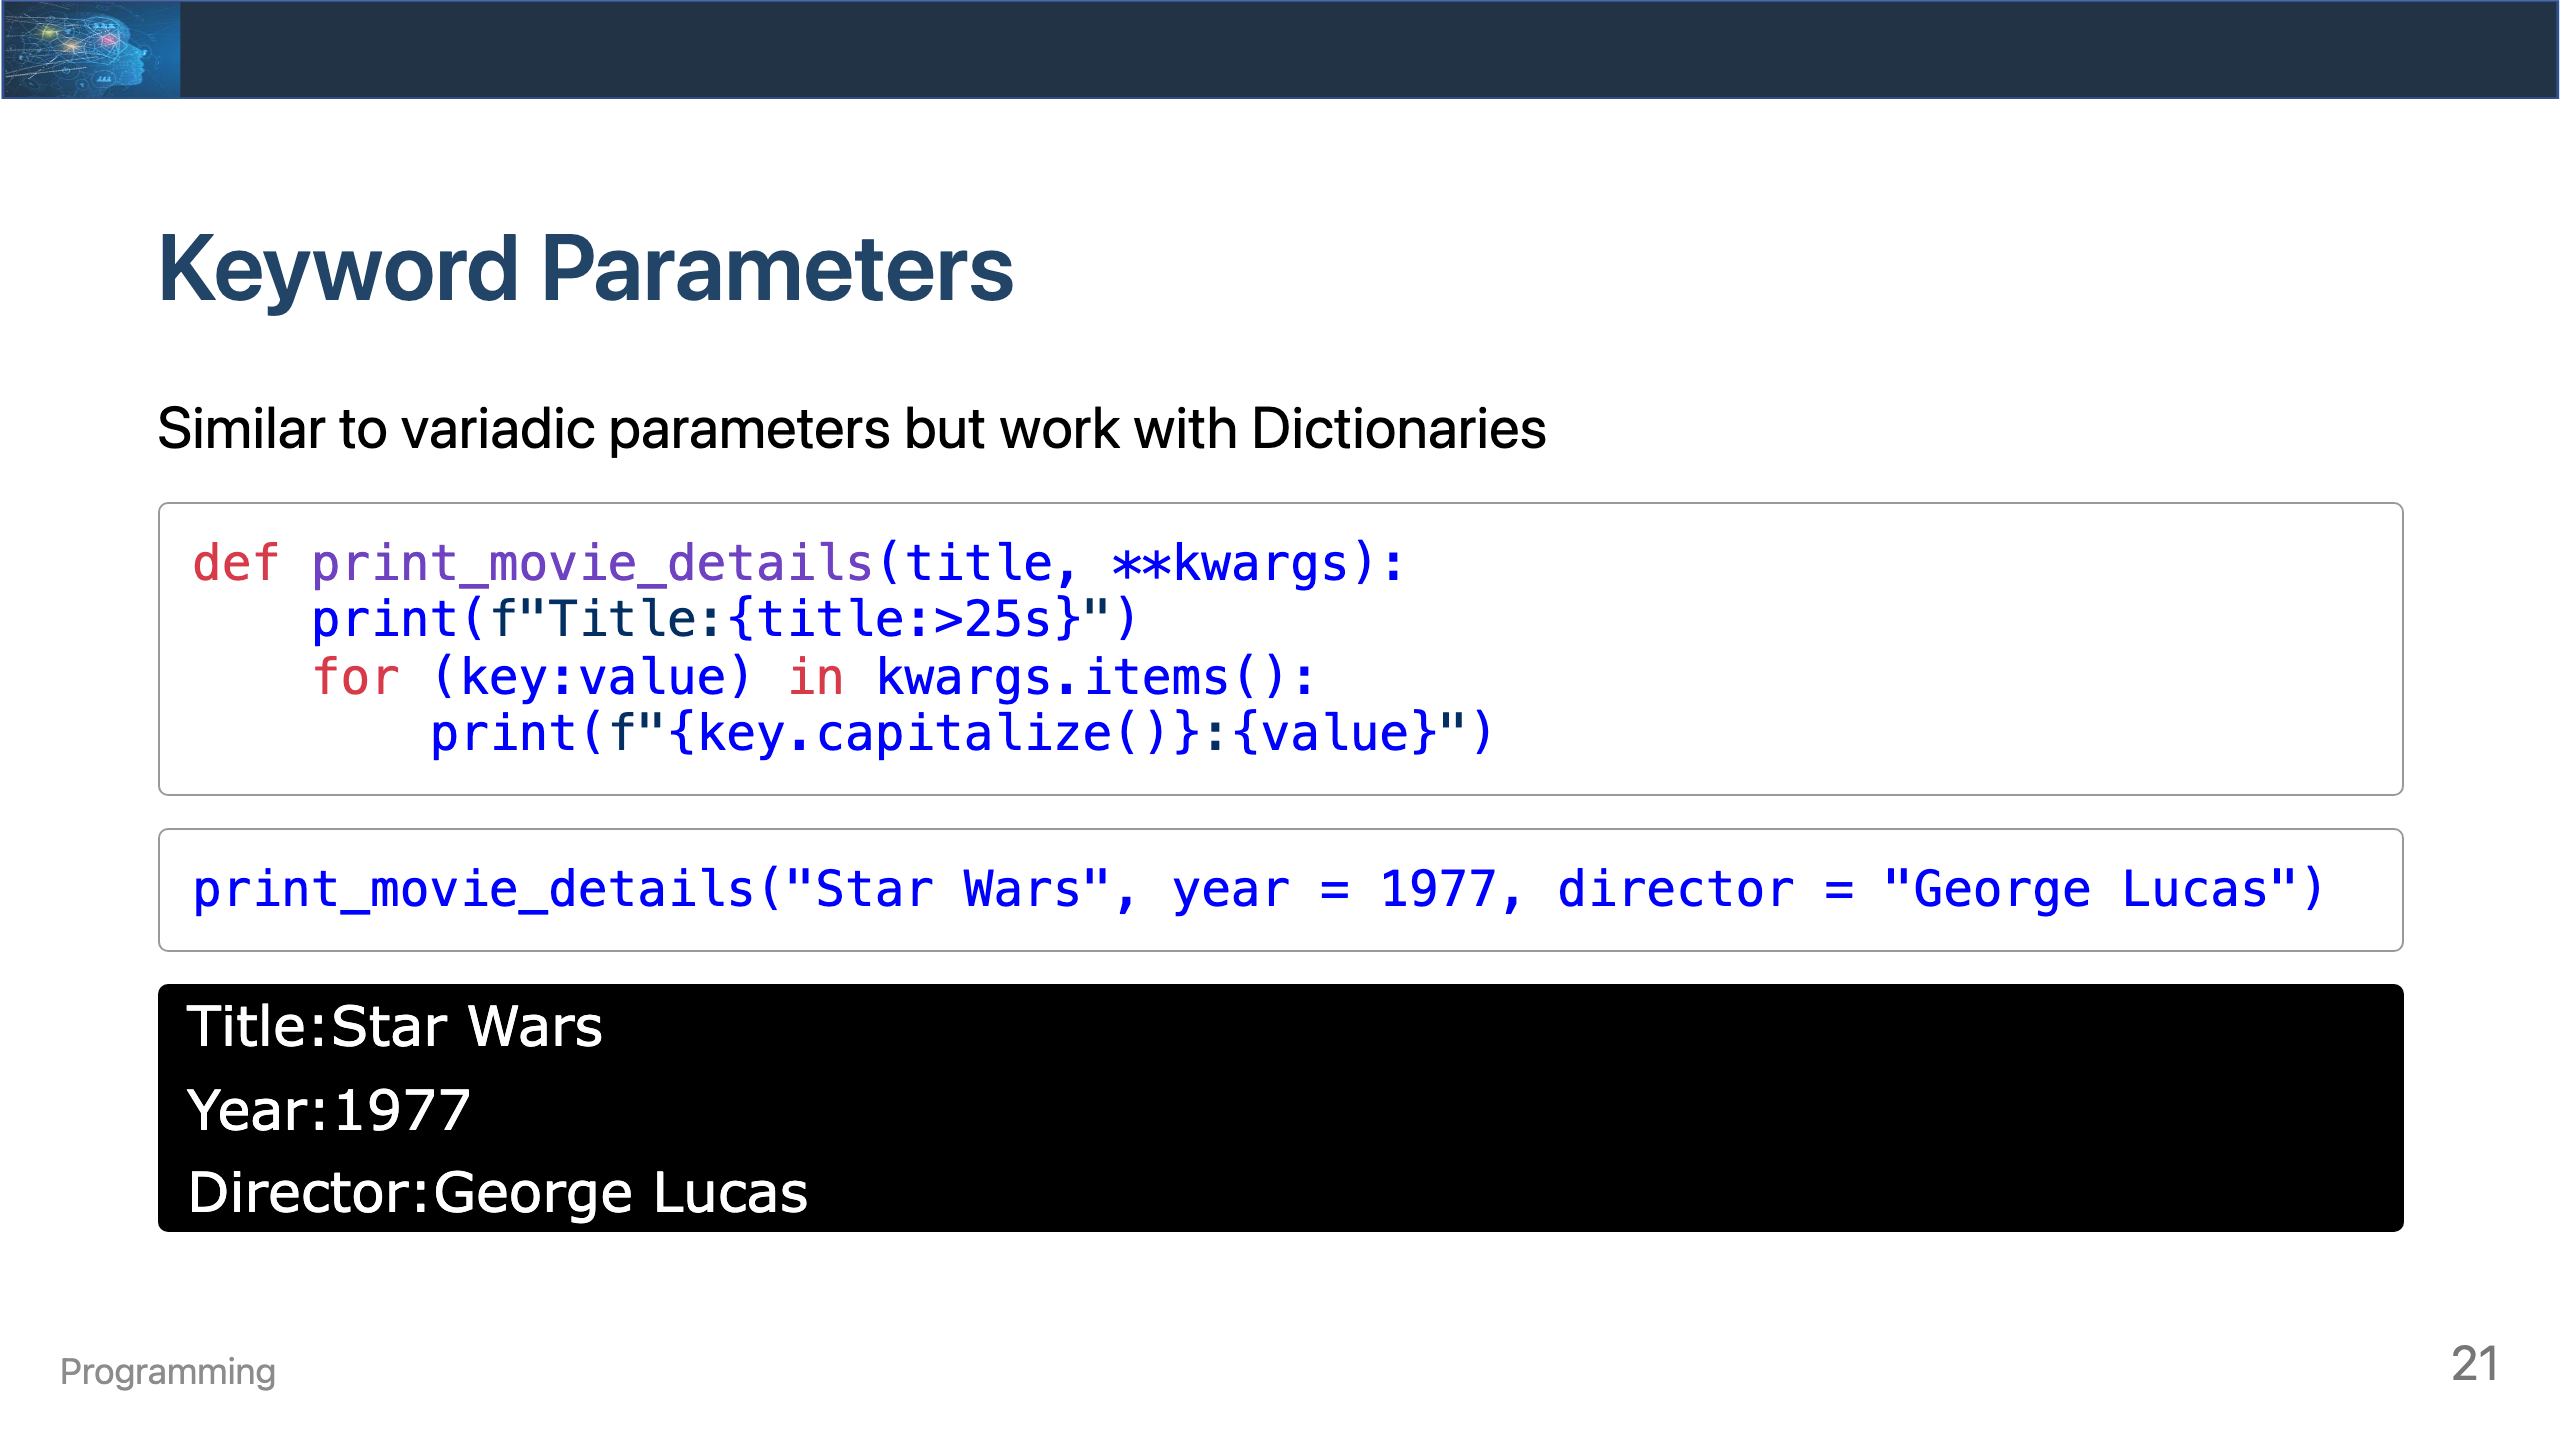 Keyword Parameters
Similar to variadic parameters but work with Dictionaries
def print_movie_details(title, **kwargs):
    print(f"Title:{title:>25s}")
    for (key:value) in kwargs.items():
        print(f"{key.capitalize()}:{value}")
print_movie_details("Star Wars", year = 1977, director = "George Lucas")
Title:Star Wars
Year:1977
Director:George Lucas
Programming
21